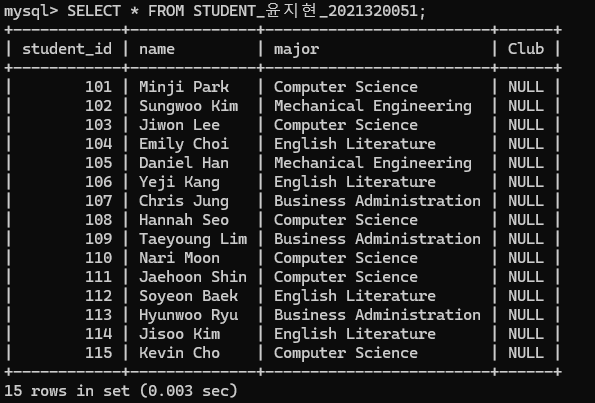 mysql> SELECT * FROM STUDENT_윤지현_2021320051;
+------------+--------------+-------------------------+------+
| student_id | name         | major                   | Club |
+------------+--------------+-------------------------+------+
|        101 | Minji Park   | Computer Science        | NULL |
|        102 | Sungwoo Kim  | Mechanical Engineering  | NULL |
|        103 | Jiwon Lee    | Computer Science        | NULL |
|        104 | Emily Choi   | English Literature      | NULL |
|        105 | Daniel Han   | Mechanical Engineering  | NULL |
|        106 | Yeji Kang    | English Literature      | NULL |
|        107 | Chris Jung   | Business Administration | NULL |
|        108 | Hannah Seo   | Computer Science        | NULL |
|        109 | Taeyoung Lim | Business Administration | NULL |
|        110 | Nari Moon    | Computer Science        | NULL |
|        111 | Jaehoon Shin | Computer Science        | NULL |
|        112 | Soyeon Baek  | English Literature      | NULL |
|        113 | Hyunwoo Ryu  | Business Administration | NULL |
|        114 | Jisoo Kim    | English Literature      | NULL |
|        115 | Kevin Cho    | Computer Science        | NULL |
+------------+--------------+-------------------------+------+
15 rows in set (0.003 sec)